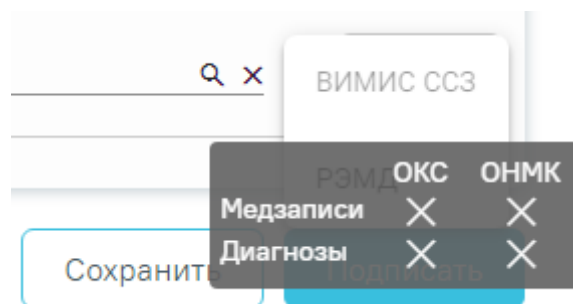 ВИМИС ССЗ
РЭМД
ОКС ОНМК
Медзаписи
Диагнозы
Сохранить
Подписать